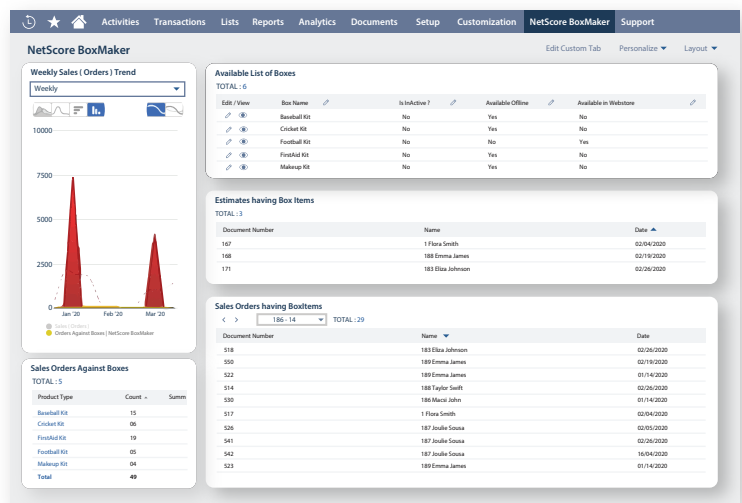 Activities Transactions Lists Reports Analytics Documents Setup Customization NetScore BoxMaker Support
NetScore BoxMaker
Edit Custom Tab Personalize Layout
Weekly Sales ( Orders ) Trend
Weekly
10000
7500
5000
2500
0
Jan '20 Feb '20 Mar '20
Sales ( Orders )
Orders Against Boxes | NetScore BoxMaker
Sales Orders Against Boxes
TOTAL : 5
Product Type Count Summ
Baseball Kit 15
Cricket Kit 06
FirstAid Kit 19
Football Kit 05
Makeup Kit 04
Total 49
Available List of Boxes
TOTAL : 6
Edit / View Box Name Is InActive ? Available Offline Available in Webstore
Baseball Kit No Yes No
Cricket Kit No Yes No
Football Kit No No Yes
FirstAid Kit No Yes No
Makeup Kit No Yes No
Estimates having Box Items
TOTAL : 3
Document Number Name Date
167 1 Flora Smith 02/04/2020
168 188 Emma James 02/19/2020
171 183 Eliza Johnson 02/26/2020
Sales Orders having BoxItems
< > 186 - 14 TOTAL : 29
Document Number Name Date
518 183 Eliza Johnson 02/26/2020
550 189 Emma James 02/19/2020
522 189 Emma James 01/14/2020
514 188 Taylor Swift 02/26/2020
530 186 Macsi John 01/14/2020
517 1 Flora Smith 02/04/2020
526 187 Joulie Sousa 02/05/2020
541 187 Joulie Sousa 02/26/2020
542 187 Joulie Sousa 16/04/2020
523 189 Emma James 01/14/2020